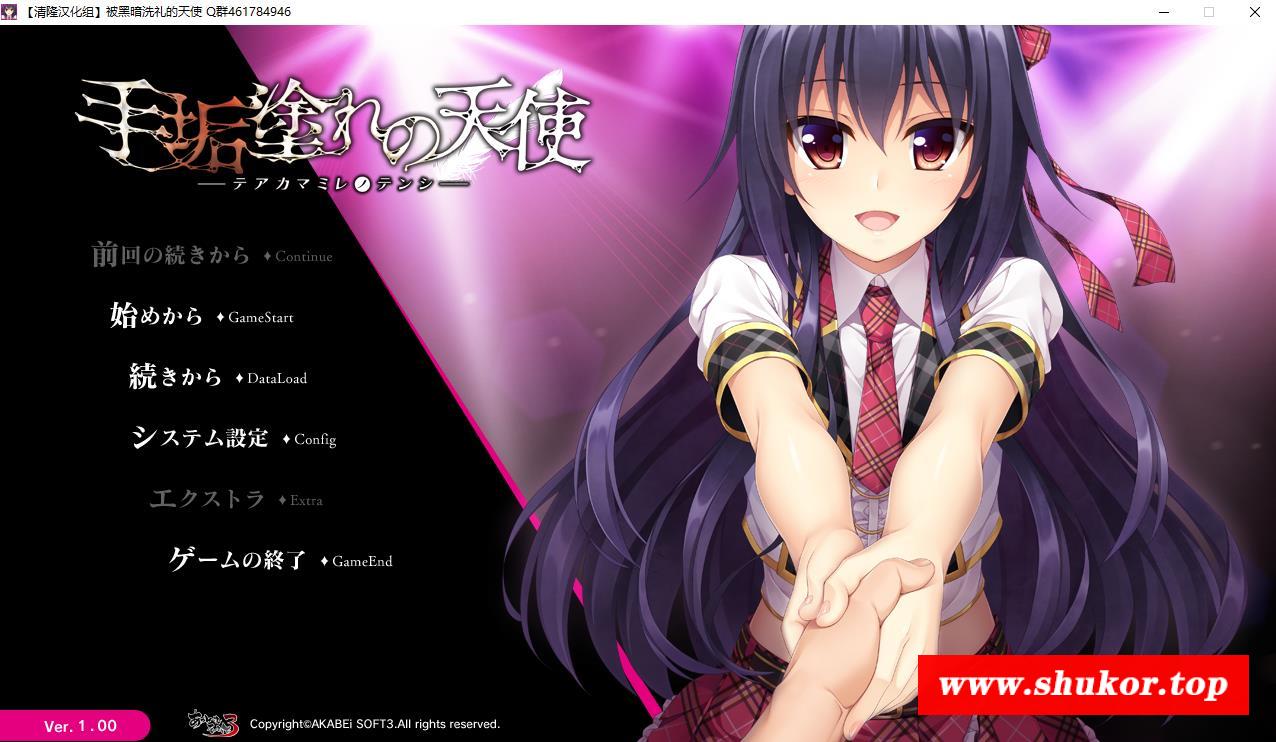 【清隆汉化组】被黑暗洗礼的天使 Q群461784946
手垢塗れの天使
テアカマミレノテンシ
前回の続きから ♦Continue
始めから ♦GameStart
続きから ♦DataLoad
システム設定 ♦Config
エクストラ ♦Extra
ゲームの終了 ♦GameEnd
www.shukor.top
Ver. 1.00
Copyright©AKABEi SOFT3.All rights reserved.